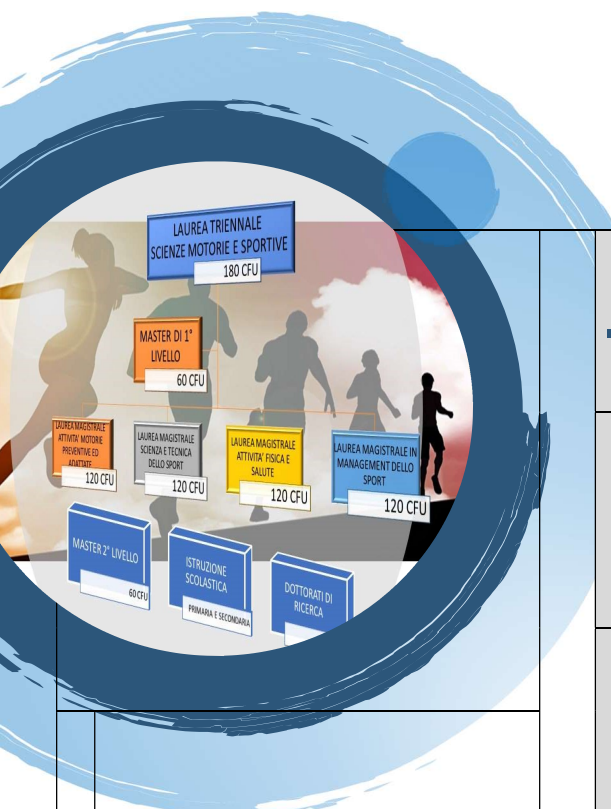 LAUREA TRIENNALE
SCIENZE MOTORIE E SPORTIVE
180 CFU
MASTER DI 1°
LIVELLO
60 CFU
LAUREA MAGISTRALE
ATTIVITA' MOTORIE
PREVENTIVE ED
ADATTATE
120 CFU
LAUREA MAGISTRALE
SCIENZA E TECNICA
DELLO SPORT
120 CFU
LAUREA MAGISTRALE
ATTIVITA' FISICA E
SALUTE
120 CFU
LAUREA MAGISTRALE IN
MANAGEMENT DELLO
SPORT
120 CFU
MASTER 2° LIVELLO
60 CFU
ISTRUZIONE
SCOLASTICA
PRIMARIA E SECONDARIA
DOTTORATI DI
RICERCA